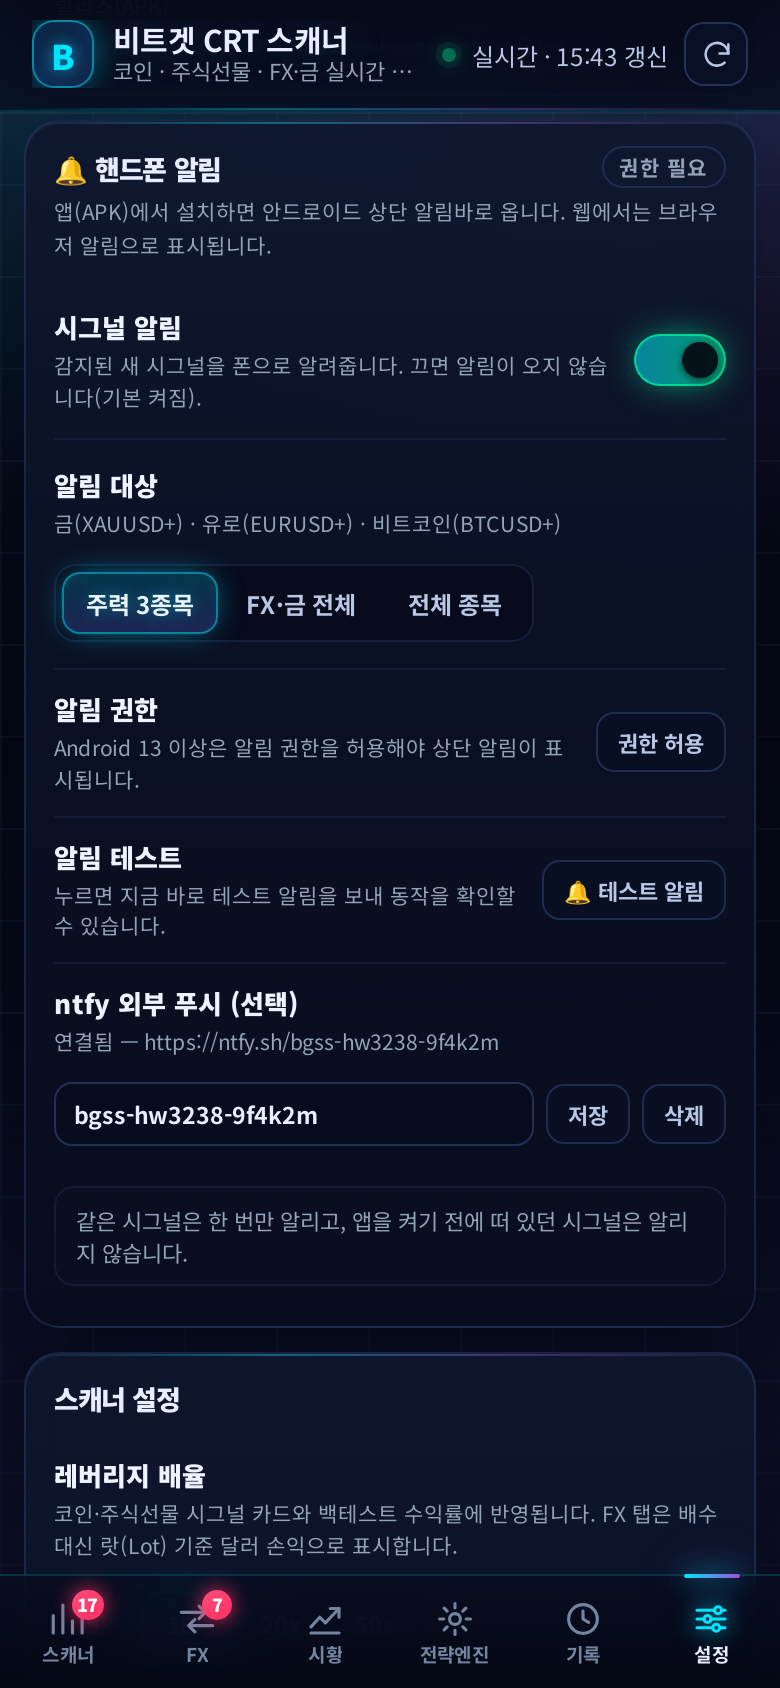 B
비트겟 CRT 스캐너
코인 · 주식선물 · FX·금 실시간 …
실시간 · 15:43 갱신
🔔 핸드폰 알림
권한 필요
앱(APK)에서 설치하면 안드로이드 상단 알림바로 옵니다. 웹에서는 브라우
저 알림으로 표시됩니다.
시그널 알림
감지된 새 시그널을 폰으로 알려줍니다. 끄면 알림이 오지 않습
니다(기본 켜짐).
알림 대상
금(XAUUSD+) · 유로(EURUSD+) · 비트코인(BTCUSD+)
주력 3종목
FX·금 전체
전체 종목
알림 권한
Android 13 이상은 알림 권한을 허용해야 상단 알림이 표
시됩니다.
권한 허용
알림 테스트
누르면 지금 바로 테스트 알림을 보내 동작을 확인할
수 있습니다.
🔔 테스트 알림
ntfy 외부 푸시 (선택)
연결됨 — https://ntfy.sh/bgss-hw3238-9f4k2m
bgss-hw3238-9f4k2m
저장
삭제
같은 시그널은 한 번만 알리고, 앱을 켜기 전에 떠 있던 시그널은 알리
지 않습니다.
스캐너 설정
레버리지 배율
코인·주식선물 시그널 카드와 백테스트 수익률에 반영됩니다. FX 탭은 배수
대신 랏(Lot) 기준 달러 손익으로 표시합니다.
17
7
스캐너
FX
시황
전략엔진
기록
설정